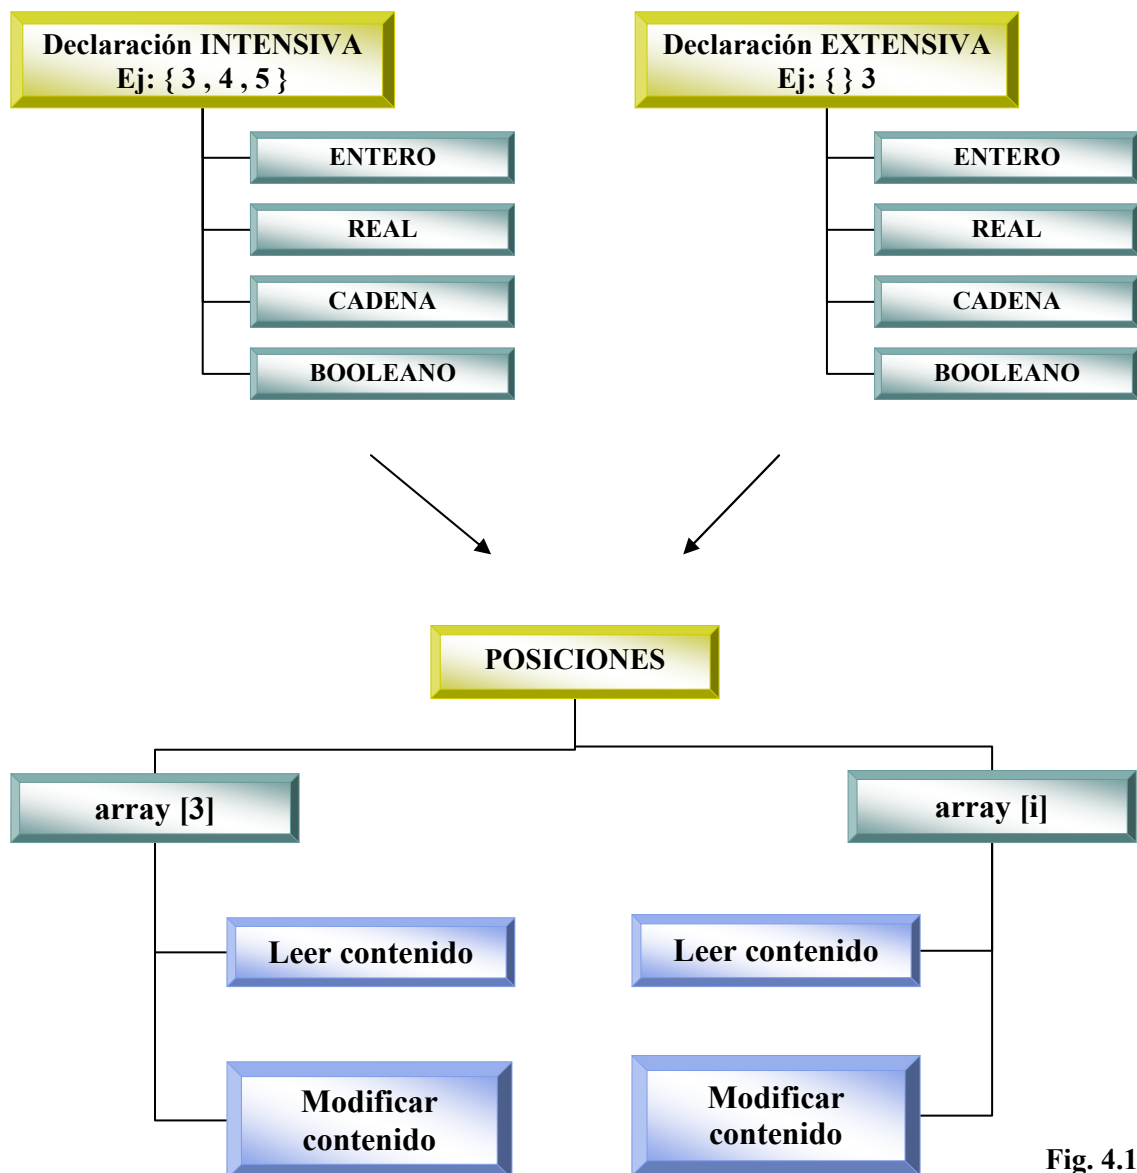 Declaración INTENSIVA
Ej: { 3 , 4 , 5 }
ENTERO
REAL
CADENA
BOOLEANO
Declaración EXTENSIVA
Ej: { } 3
ENTERO
REAL
CADENA
BOOLEANO
POSICIONES
array [3]
Leer contenido
Modificar
contenido
array [i]
Leer contenido
Modificar
contenido
Fig. 4.1